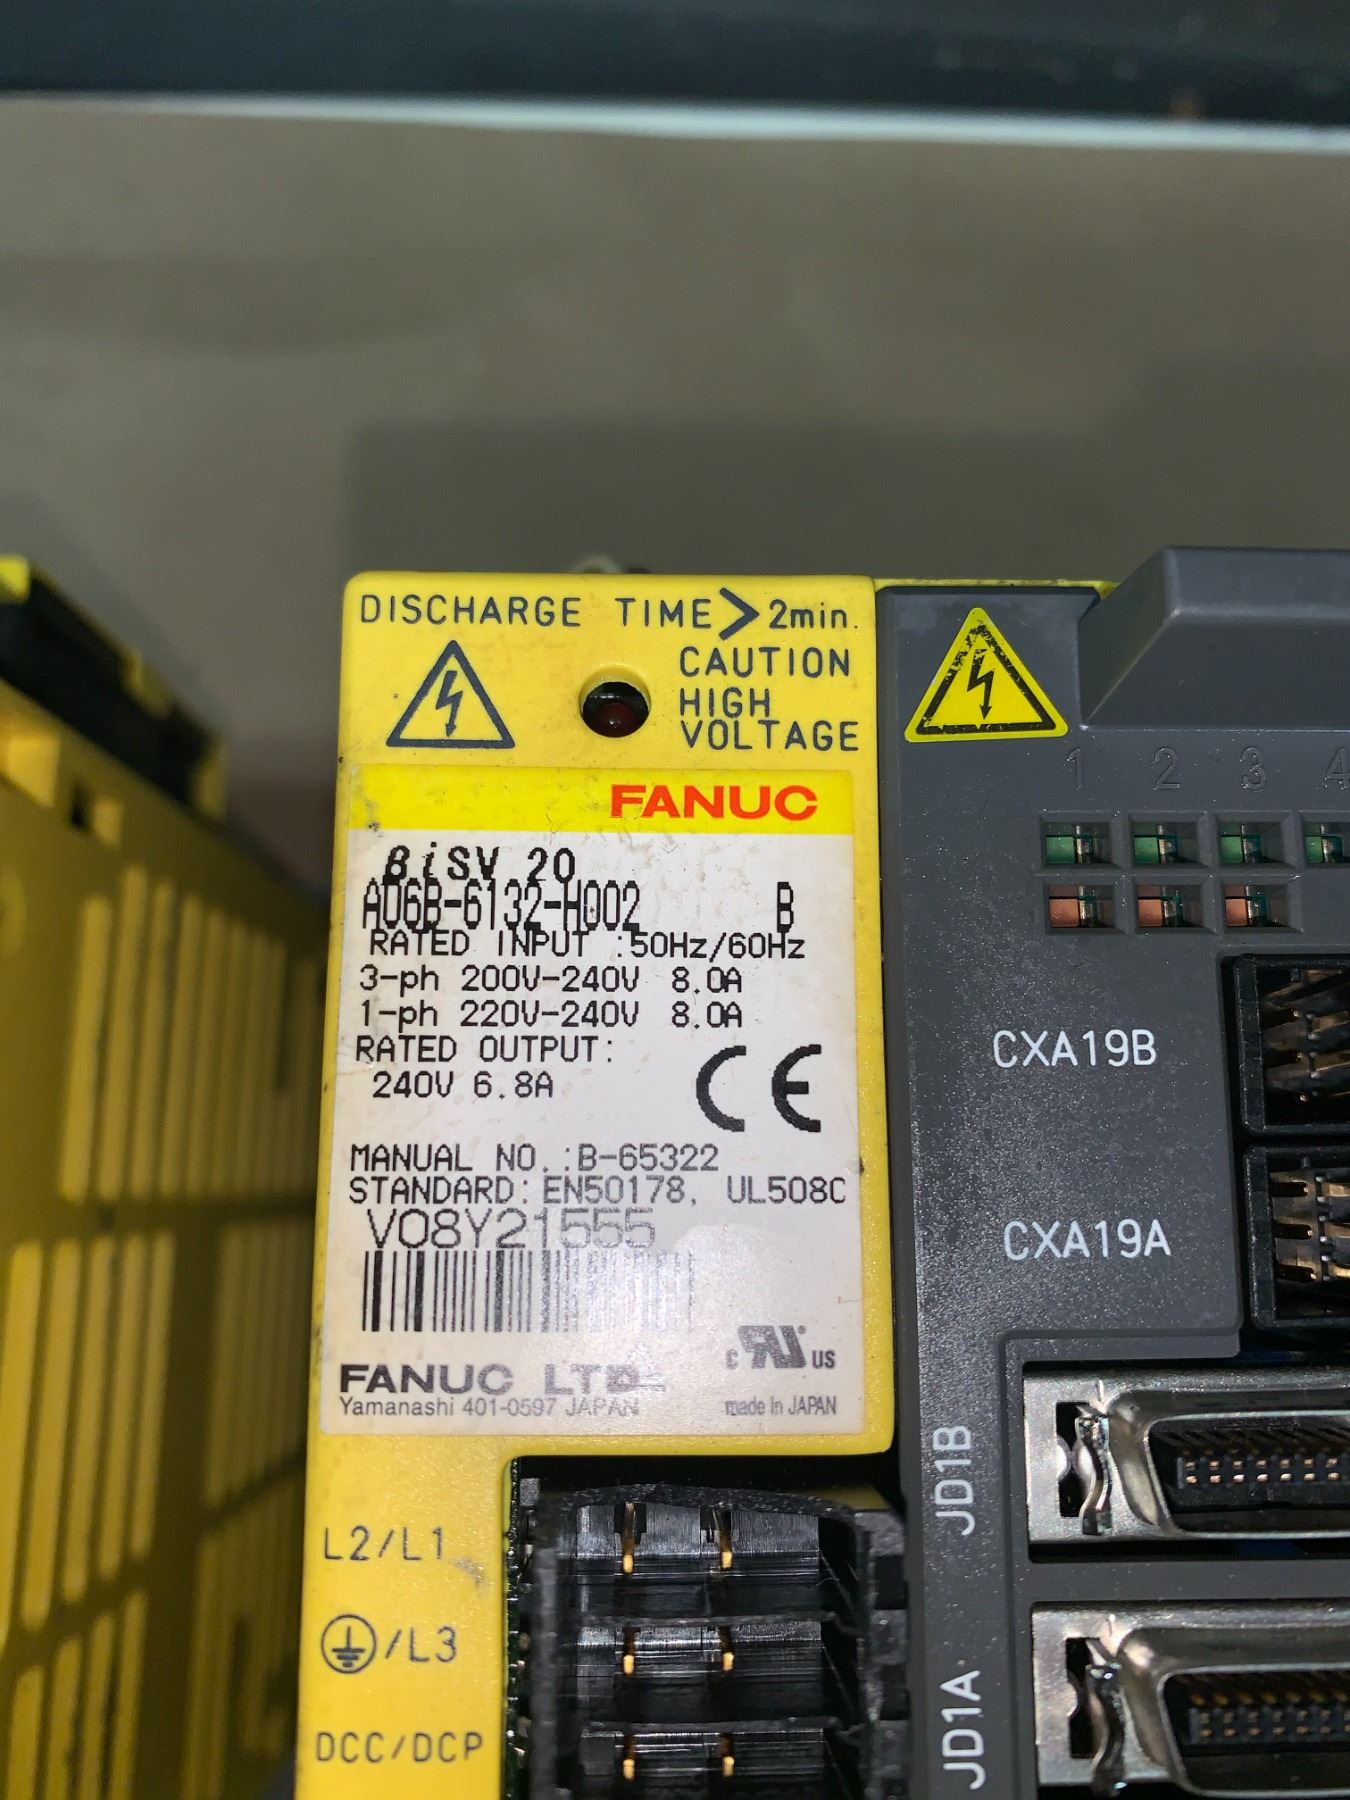 DISCHARGE TIME > 2min.
CAUTION
HIGH
VOLTAGE
FANUC
βiSV 20
A06B-6132-H002 B
RATED INPUT :50Hz/60Hz
3-ph 200V-240V 8.0A
1-ph 220V-240V 8.0A
RATED OUTPUT:
240V 6.8A
CE
MANUAL NO.:B-65322
STANDARD: EN50178, UL508C
V08Y21555
FANUC LTD
c RU US
Yamanashi 401-0597 JAPAN
made In JAPAN
L2/L1
/L3
DCC/DCP
1 2 3 4
CXA19B
CXA19A
JD1B
JD1A